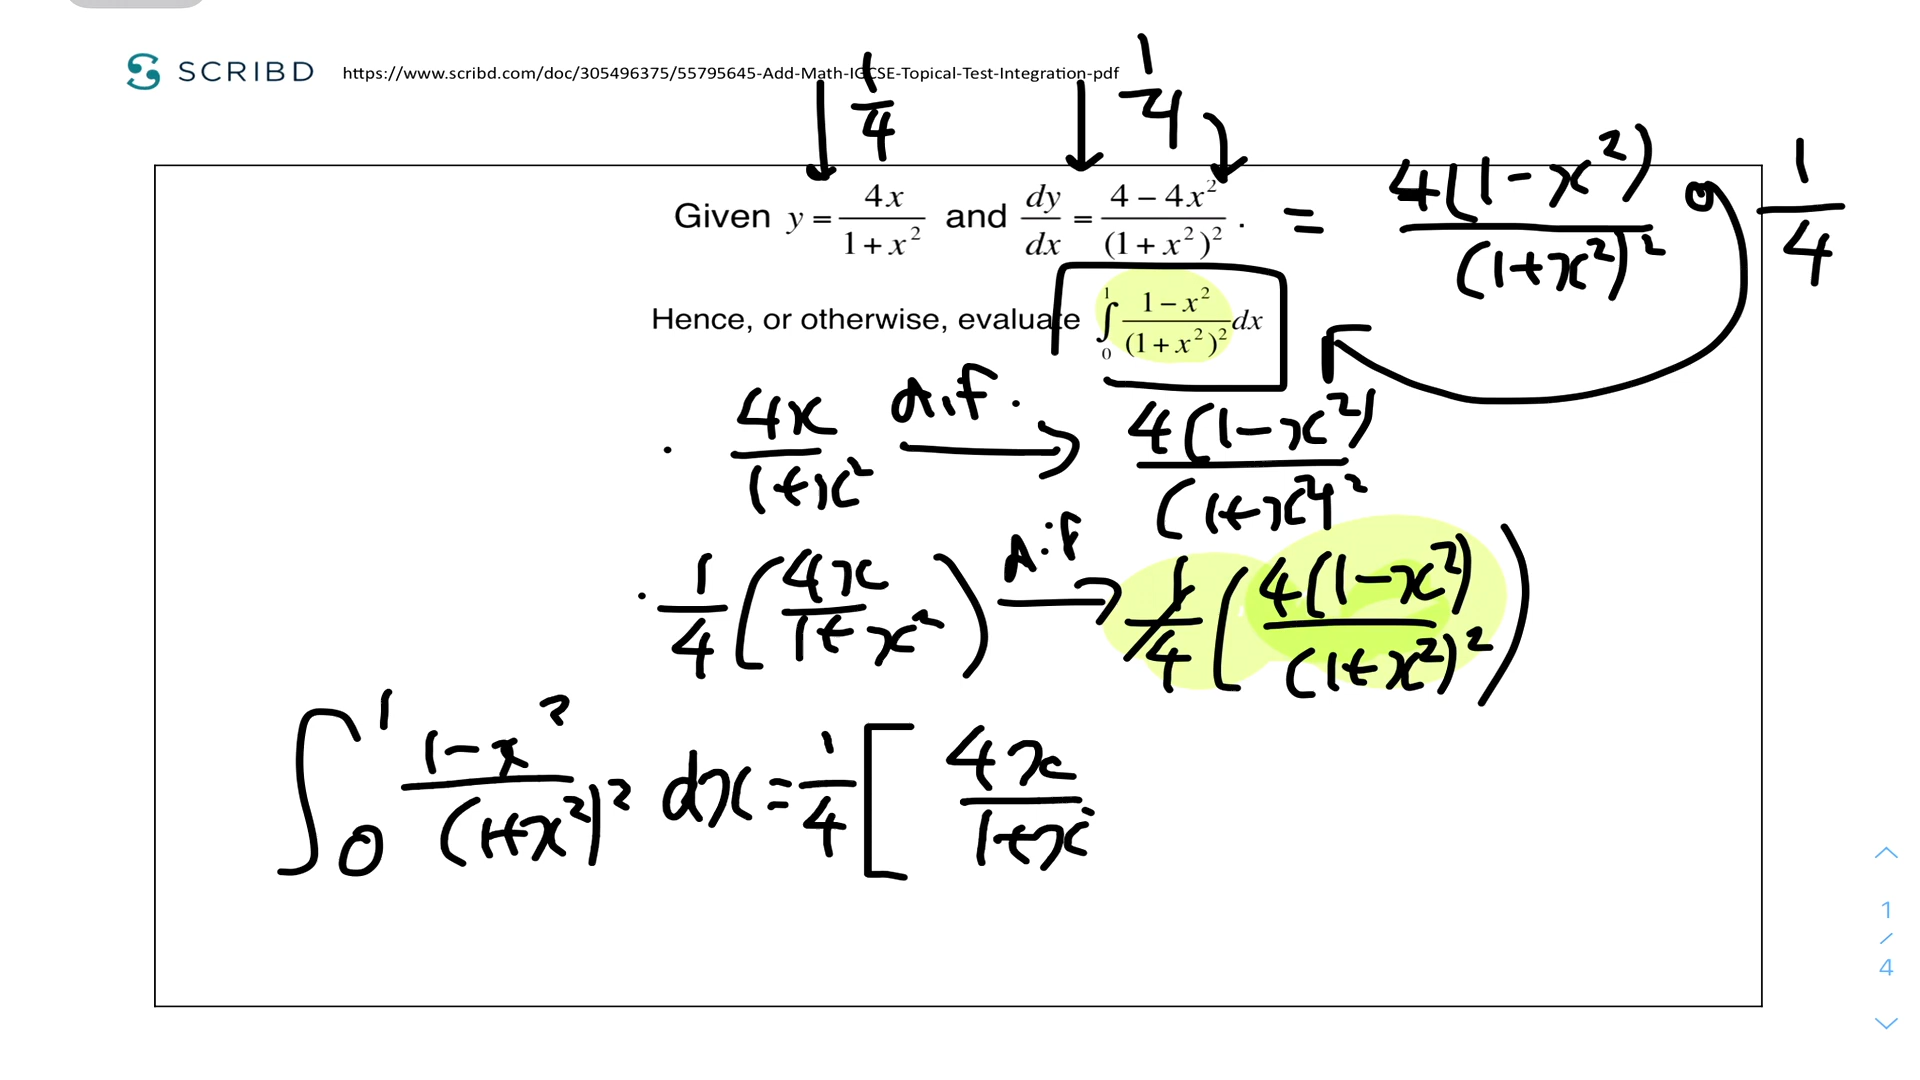 SCRIBD https://www.scribd.com/doc/305496375/55795645-Add-Math-IGCSE-Topical-Test-Integration-pdf
1/4 1/4
Given y = 4x/(1 + x²) and dy/dx = (4 − 4x²)/(1 + x²)² . = 4(1-x²)/(1+x²)² 1/4
Hence, or otherwise, evaluate ∫₀¹ (1 − x²)/(1 + x²)² dx
· 4x/(1+x²) dif. → 4(1-x²)/(1+x²)²
· 1/4 (4x/(1+x²)) dif → 1/4 (4(1-x²)/(1+x²)²)
∫₀¹ (1-x²)/(1+x²)² dx = 1/4 [ 4x/(1+x
1
/
4